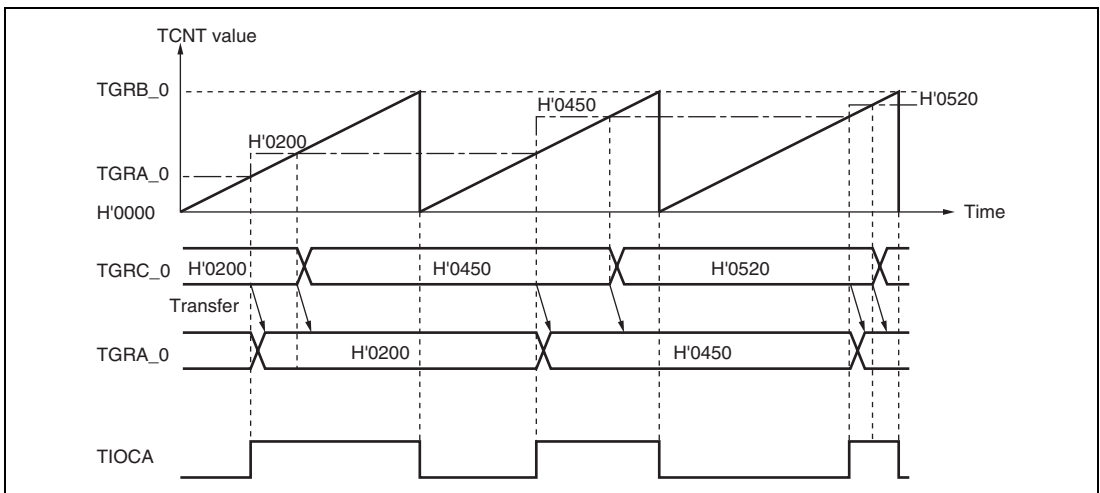 TCNT value
TGRB_0
H'0520
H'0450
H'0200
TGRA_0
H'0000
Time
TGRC_0
H'0200
H'0450
H'0520
Transfer
TGRA_0
H'0200
H'0450
TIOCA